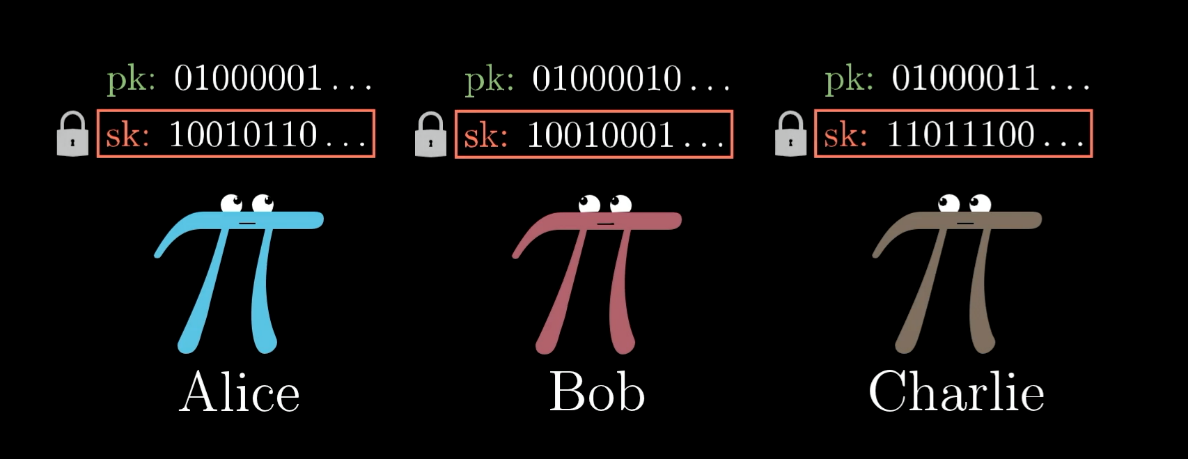 pk: 01000001... pk: 01000010... pk: 01000011...
sk: 10010110... sk: 10010001... sk: 11011100...
Alice Bob Charlie